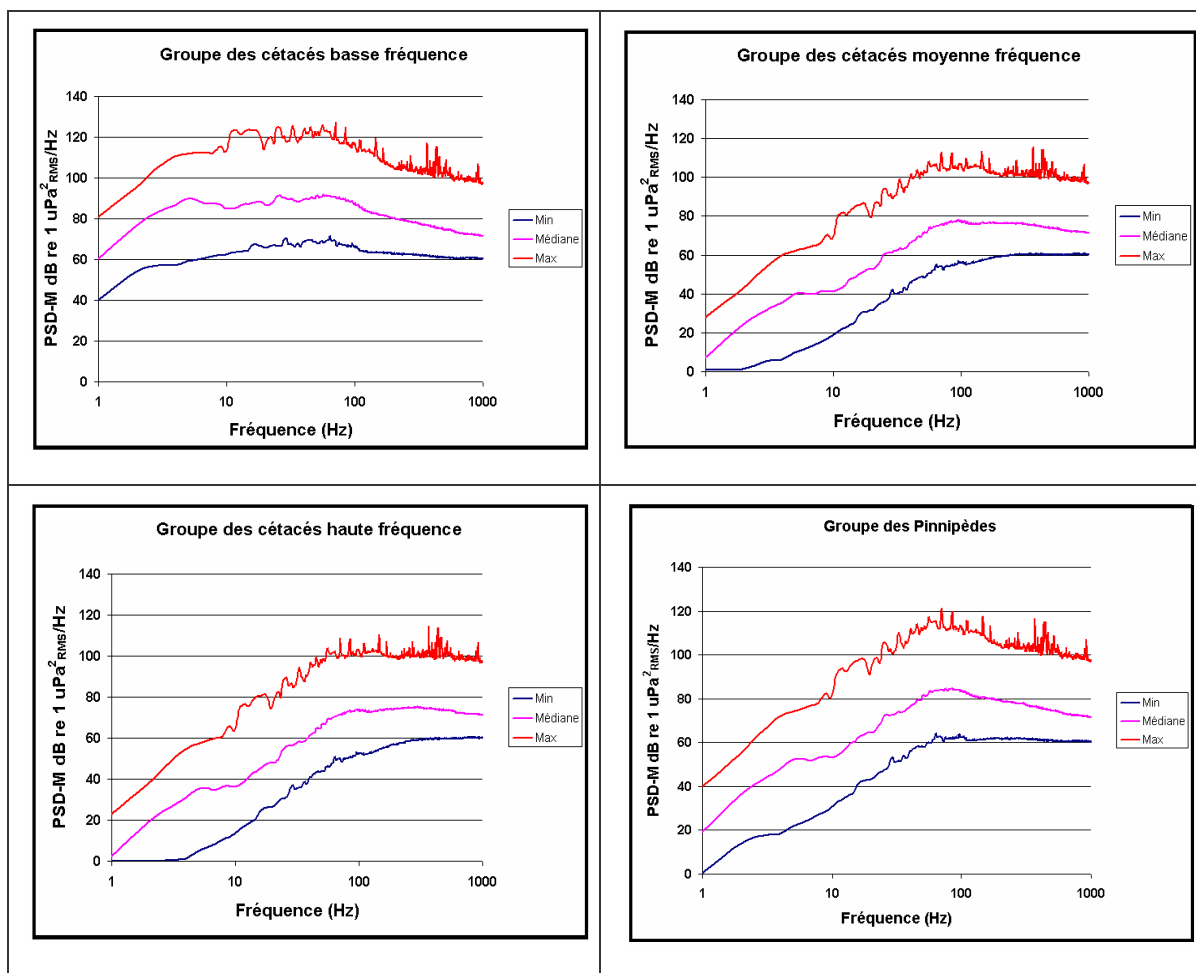 Groupe des cétacés basse fréquence
PSD-M dB re 1 uPa²RMS/Hz
140
120
100
80
60
40
20
0
1 10 100 1000
Fréquence (Hz)
Min
Médiane
Max
Groupe des cétacés moyenne fréquence
PSD-M dB re 1 uPa²RMS/Hz
140
120
100
80
60
40
20
0
1 10 100 1000
Fréquence (Hz)
Min
Médiane
Max
Groupe des cétacés haute fréquence
PSD-M dB re 1 uPa²RMS/Hz
140
120
100
80
60
40
20
0
1 10 100 1000
Fréquence (Hz)
Min
Médiane
Max
Groupe des Pinnipèdes
PSD-M dB re 1 uPa²RMS/Hz
140
120
100
80
60
40
20
0
1 10 100 1000
Fréquence (Hz)
Min
Médiane
Max